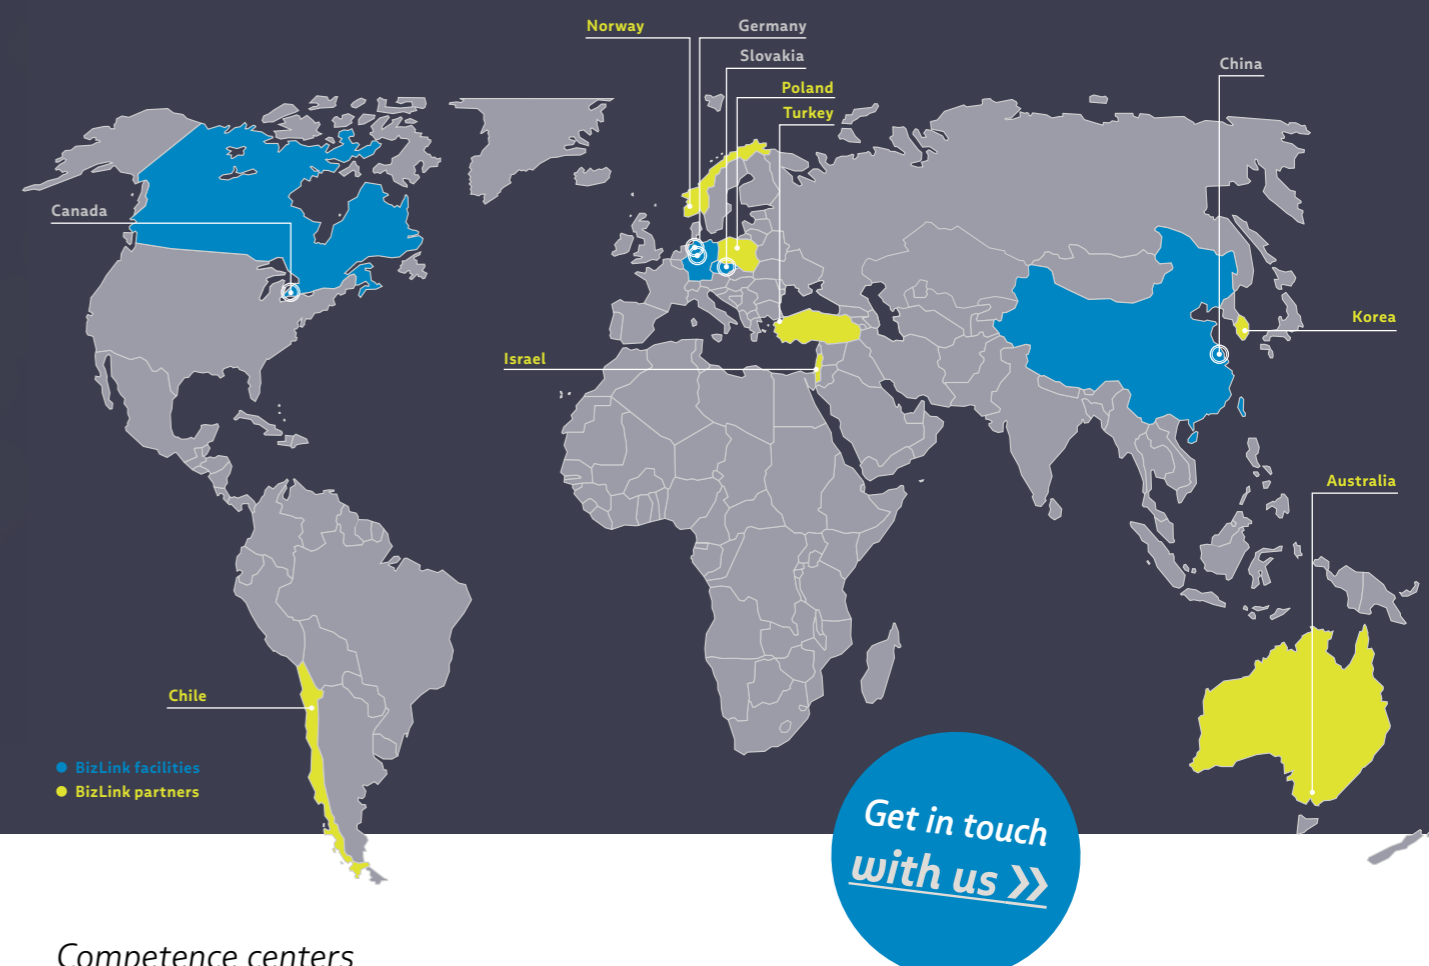 Norway
Germany
Slovakia
China
Poland
Turkey
Canada
Korea
Israel
Australia
Chile
BizLink facilities
BizLink partners
Get in touch
with us »
Competence centers